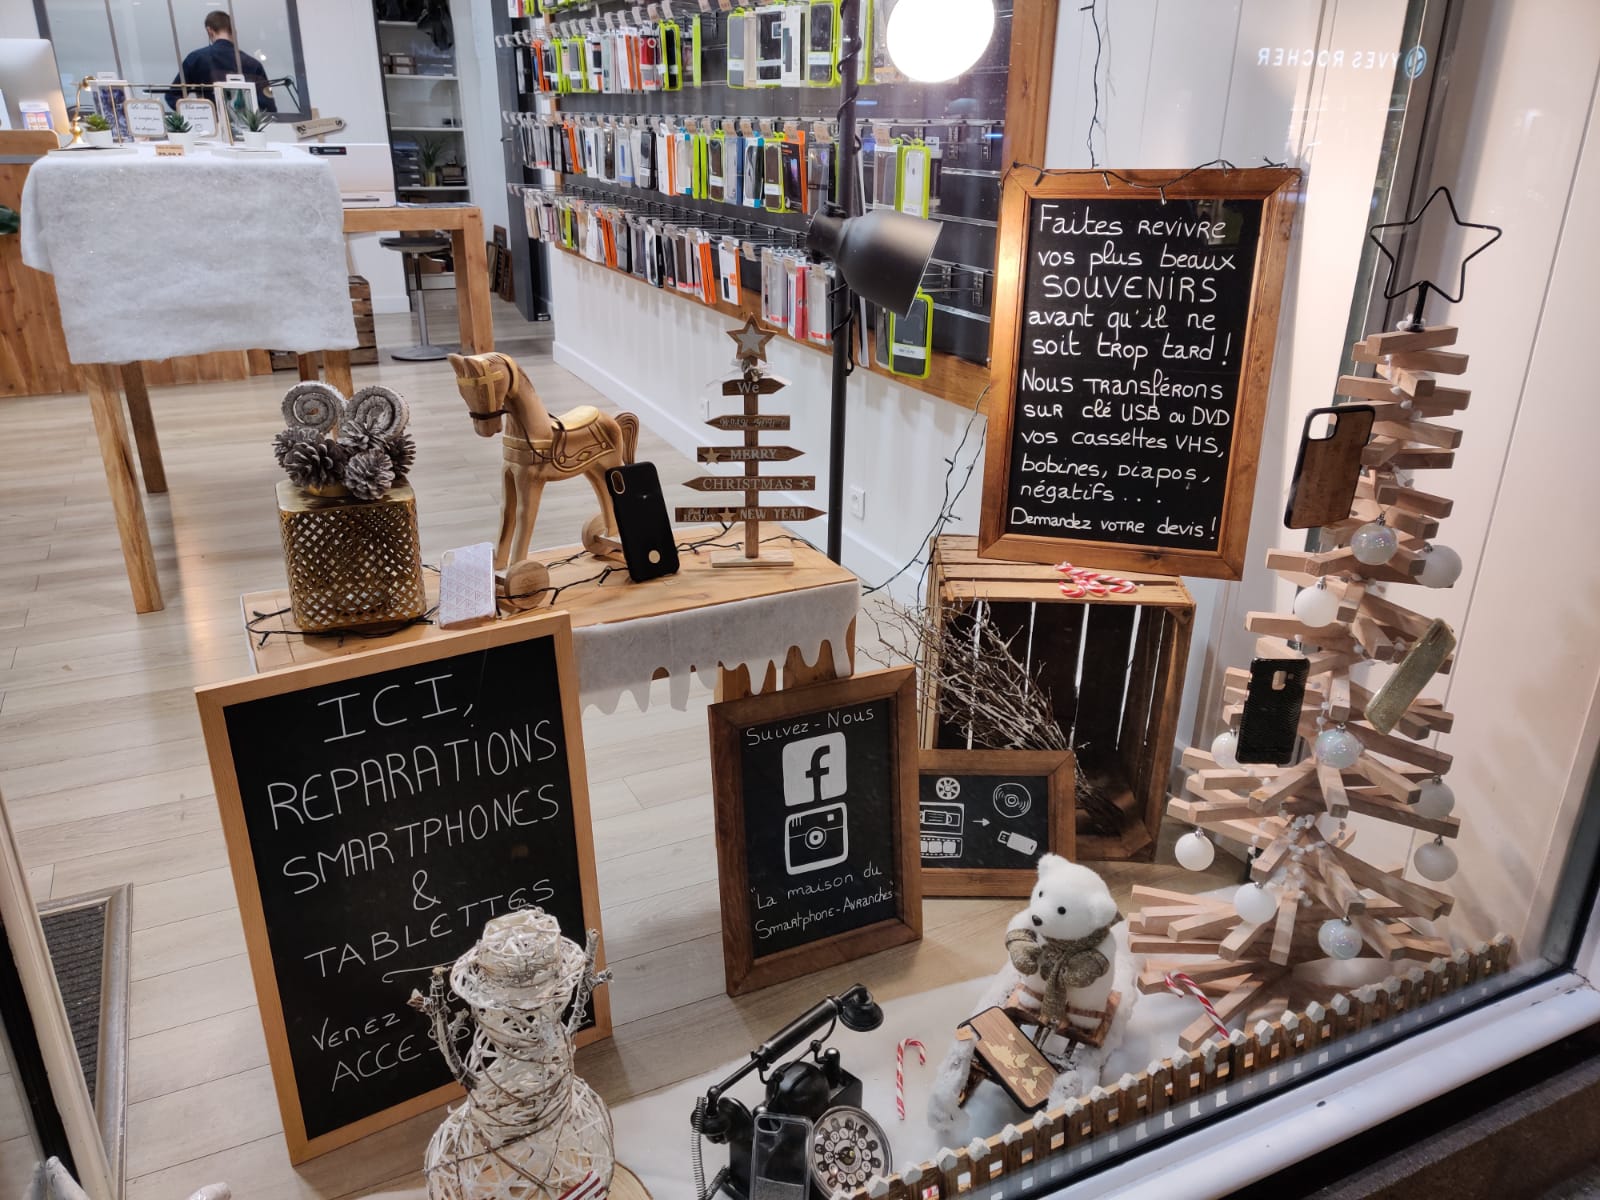 YVES ROCHER
Faites REVIVRE
vos plus beaux
SOUVENIRS
avant qu'il ne
soit trop tard !
Nous TRANSférons
SUR clé USB ou DVD
vos cassettes VHS,
bobines, DIAPOS,
négatifs...
Demandez votre devis !
We
MERRY
CHRISTMAS
HAPPY NEW YEAR
ICI,
REPARATIONS
SMARTPHONES
&
TABLETTES
Venez
Suivez-Nous
"La maison du
Smartphone-Avranches"